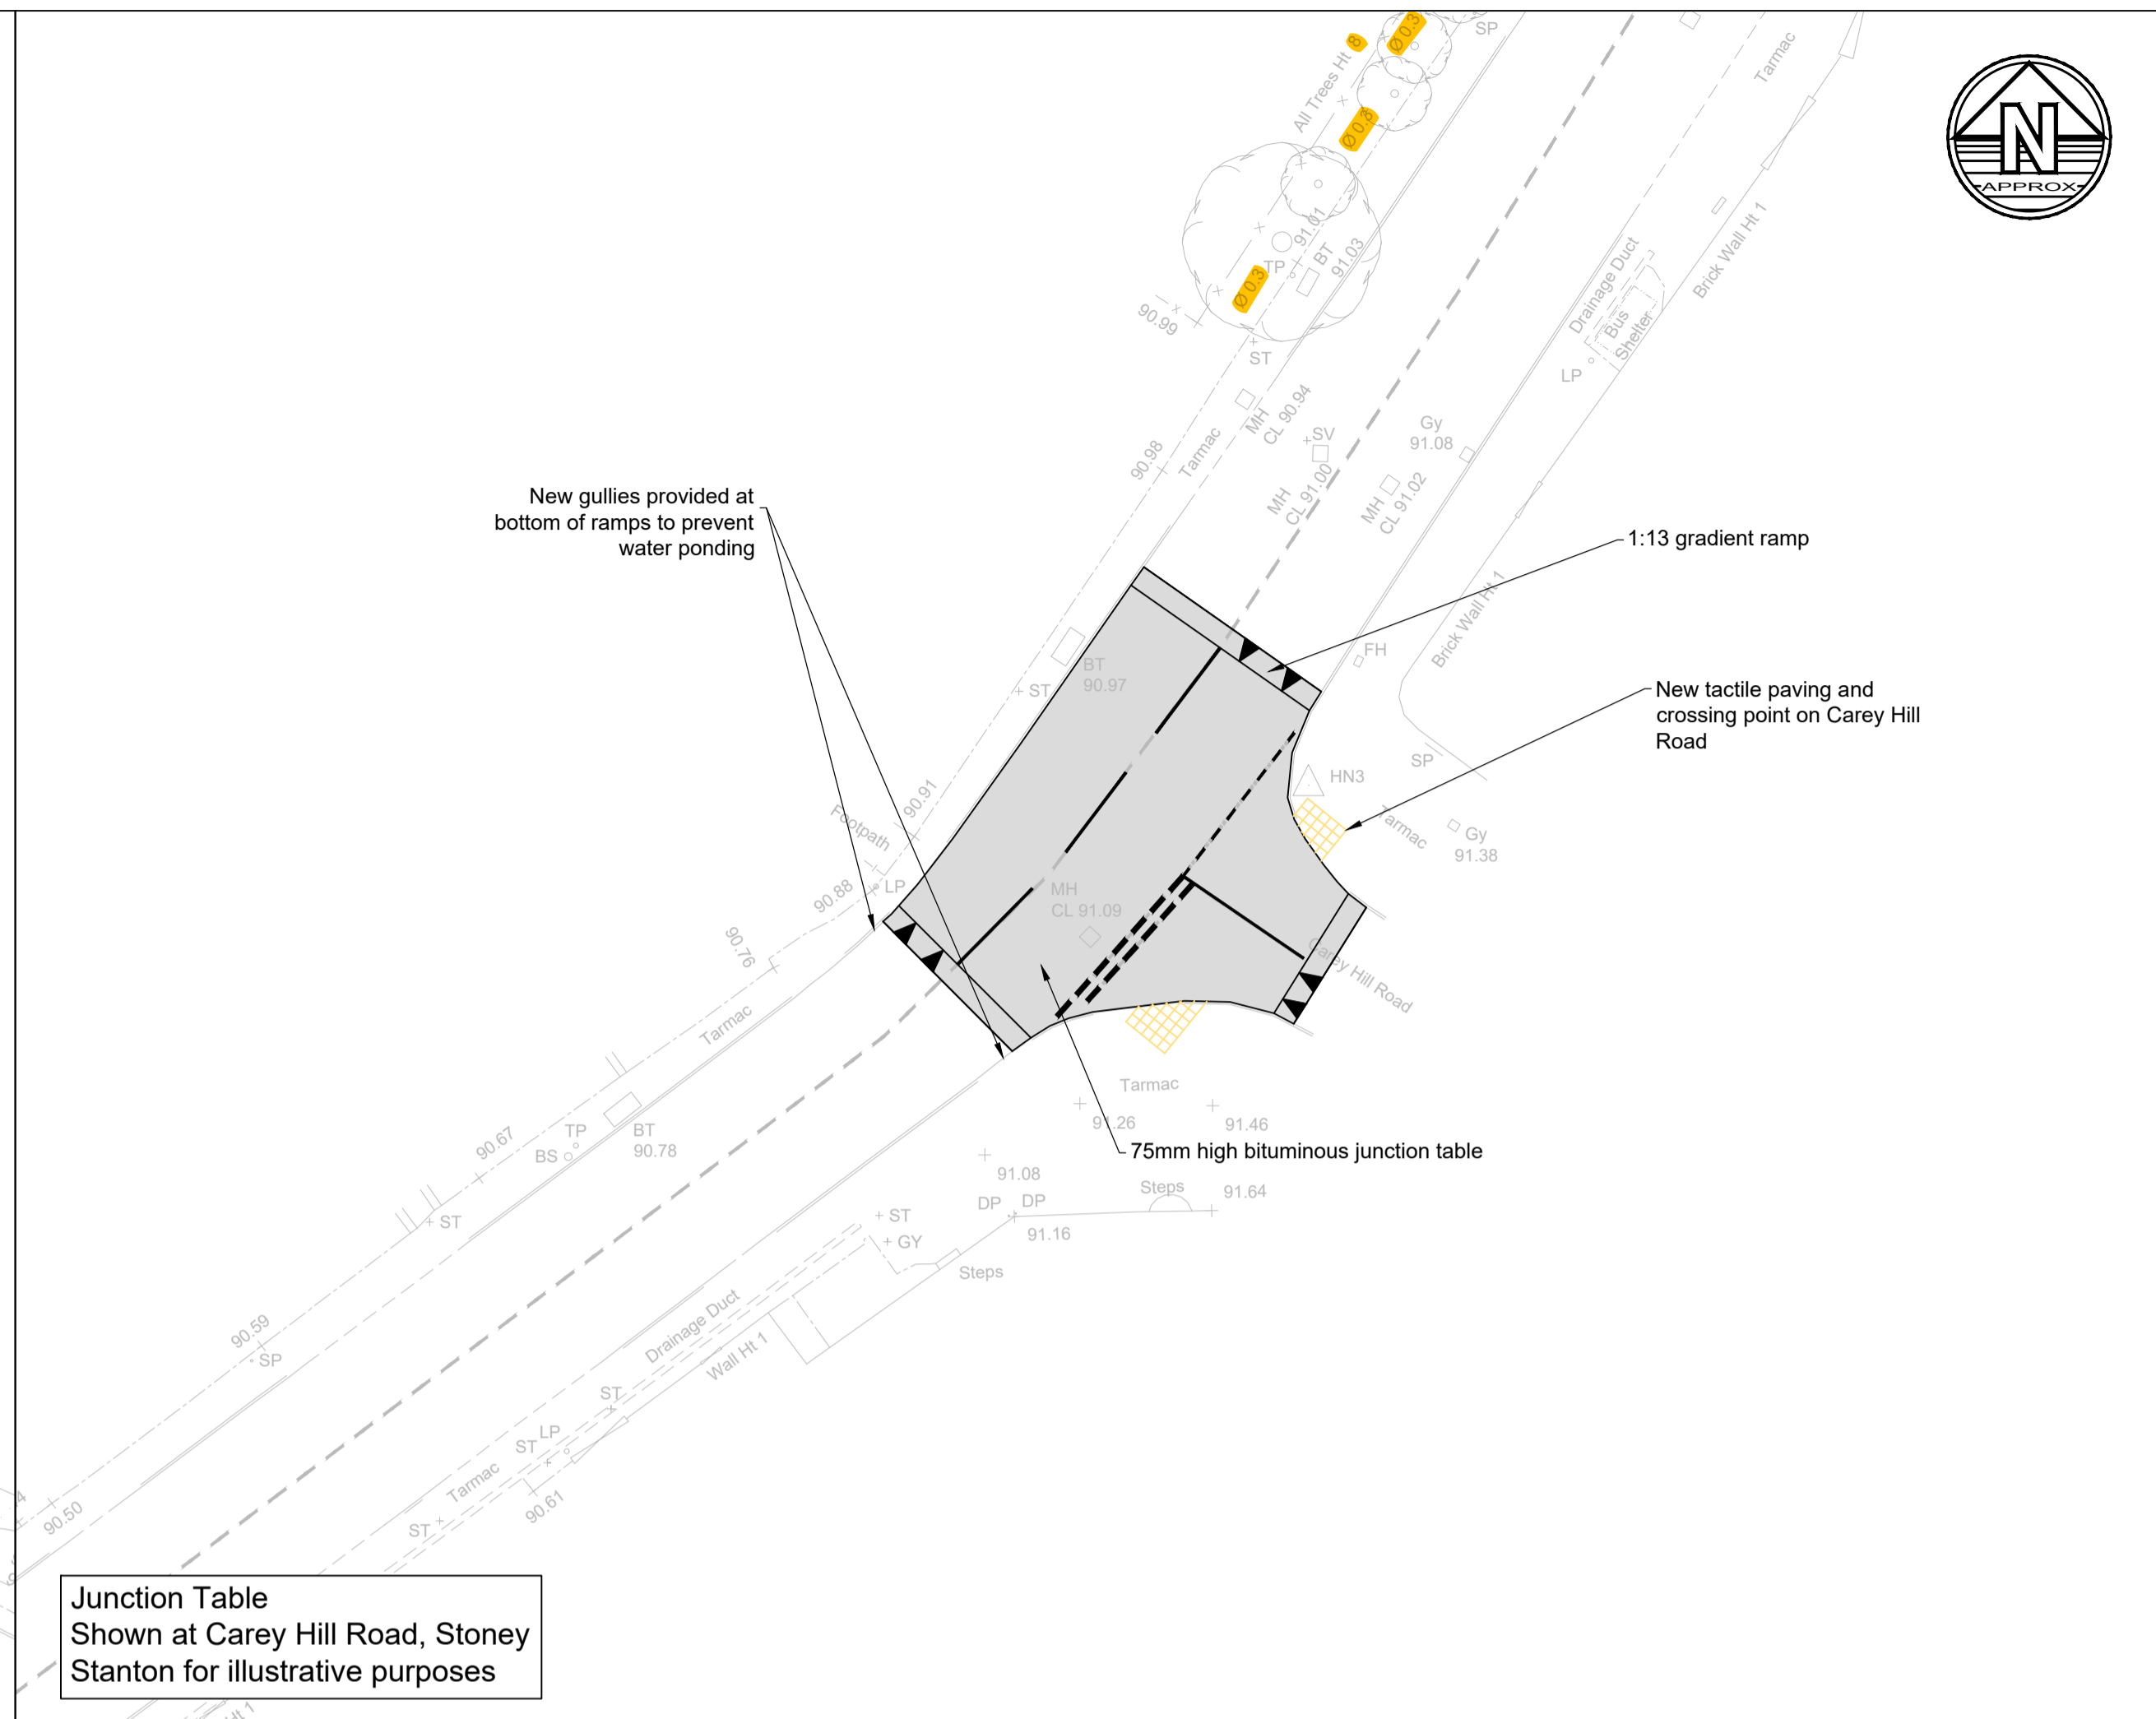 SP
Ø 0.3
All Trees Ht 8
Tarmac
N
APPROX
Ø 0.3
91.01
BT
91.03
TP
Ø 0.3
90.99
ST
Brick Wall Ht 1
Drainage Duct
Bus
Shelter
LP
MH
CL 90.94
Tarmac
90.98
SV
Gy
91.08
MH
CL 91.00
MH
CL 91.02
New gullies provided at
bottom of ramps to prevent
water ponding
1:13 gradient ramp
Brick Wall Ht 1
FH
BT
90.97
ST
New tactile paving and
crossing point on Carey Hill
Road
SP
HN3
Tarmac
Gy
91.38
90.91
Footpath
LP
90.88
MH
CL 91.09
90.76
Carey Hill Road
Tarmac
Tarmac
91.26
91.46
75mm high bituminous junction table
90.67
TP
BS
BT
90.78
91.08
DP
DP
Steps
91.64
91.16
ST
ST
GY
Steps
Drainage Duct
Wall Ht 1
90.59
SP
ST
LP
ST
Tarmac
90.61
ST
4
90.50
Junction Table
Shown at Carey Hill Road, Stoney
Stanton for illustrative purposes
Ht 1